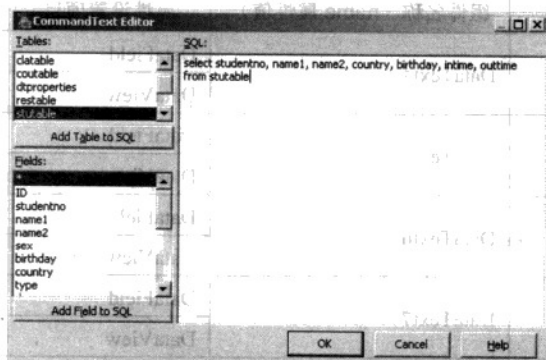 CommandText Editor
Tables:
clatable
coutable
dtproperties
restable
stutable
Add Table to SQL
Fields:
*
ID
studentno
name1
name2
sex
birthday
country
type
Add Field to SQL
SQL:
select studentno, name1, name2, country, birthday, intime, outtime
from stutable
OK
Cancel
Help